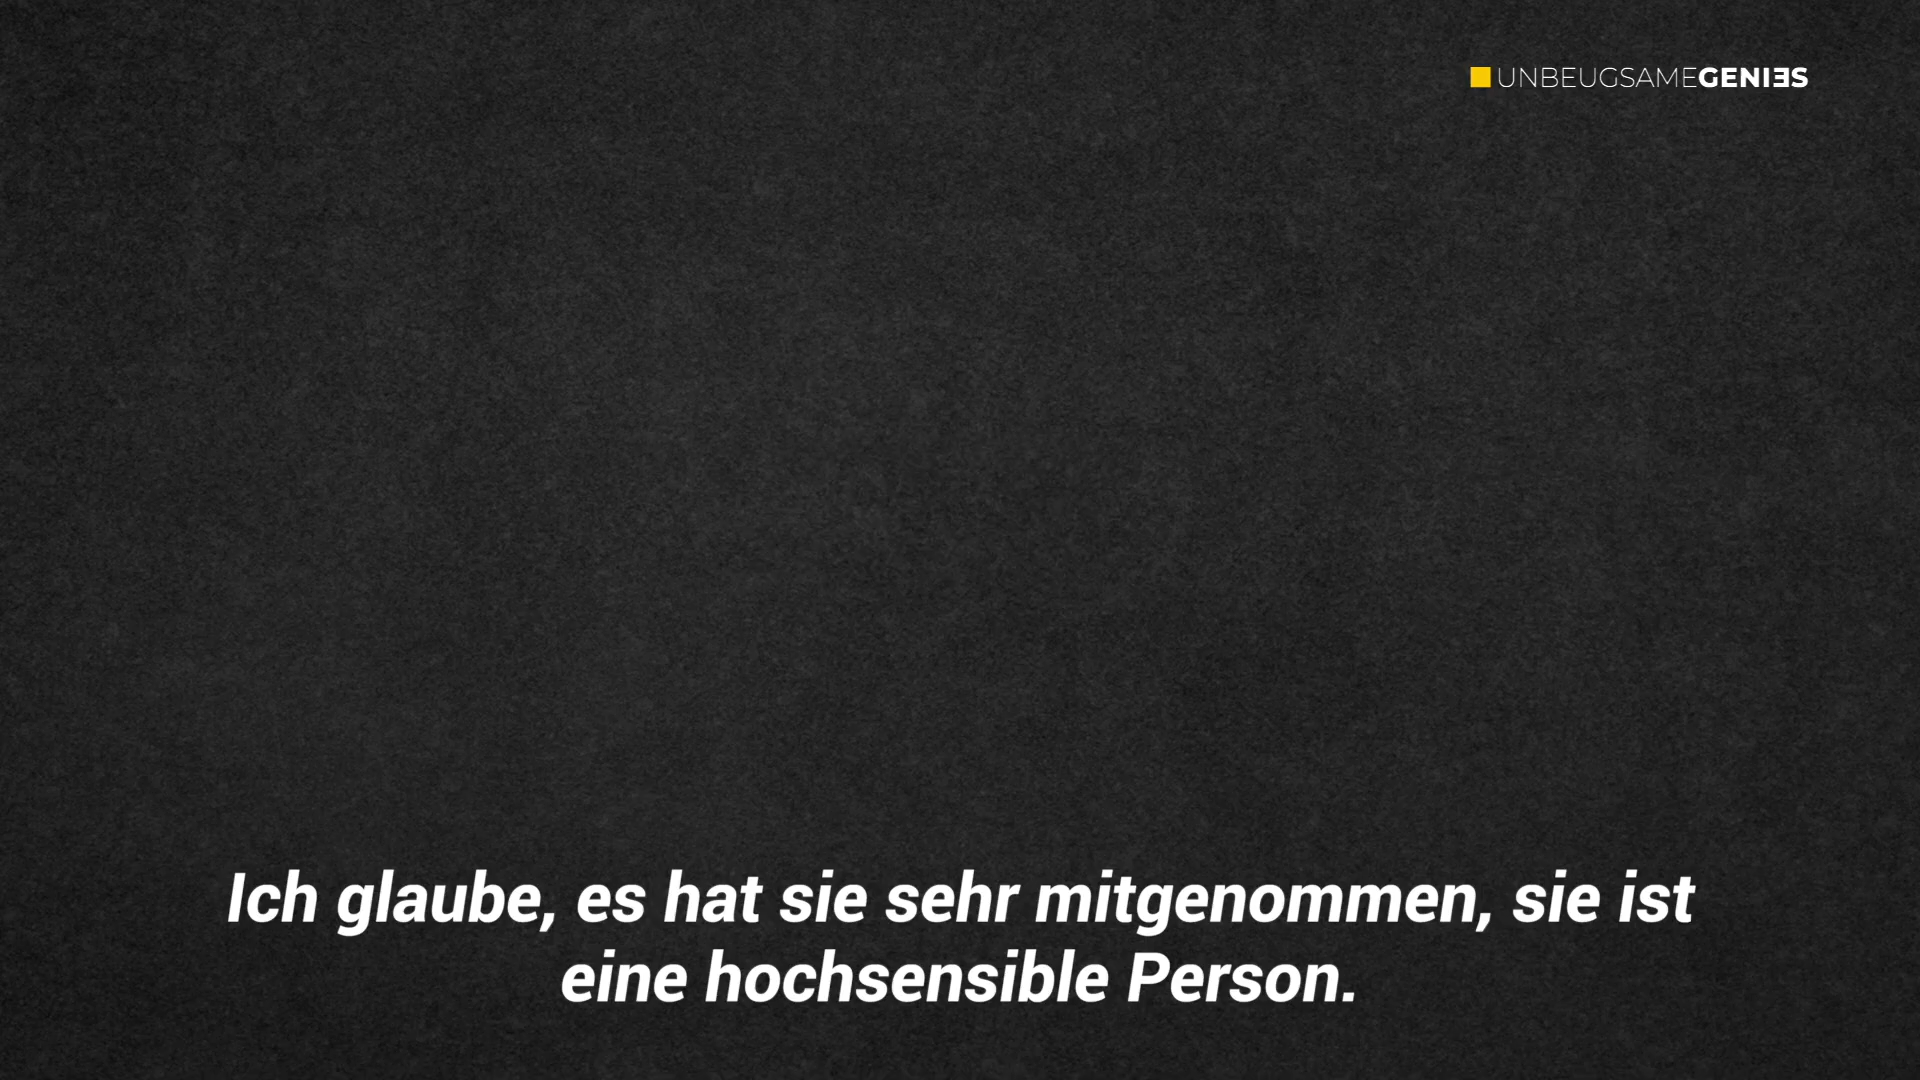 UNBEUGSAMEGENIES
Ich glaube, es hat sie sehr mitgenommen, sie ist
eine hochsensible Person.